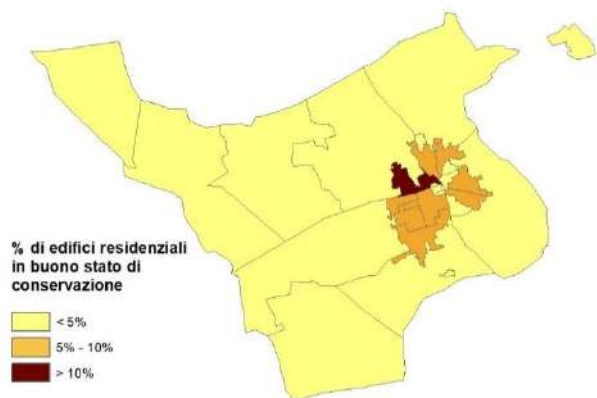 % di edifici residenziali
in buono stato di
conservazione
< 5%
5% - 10%
> 10%